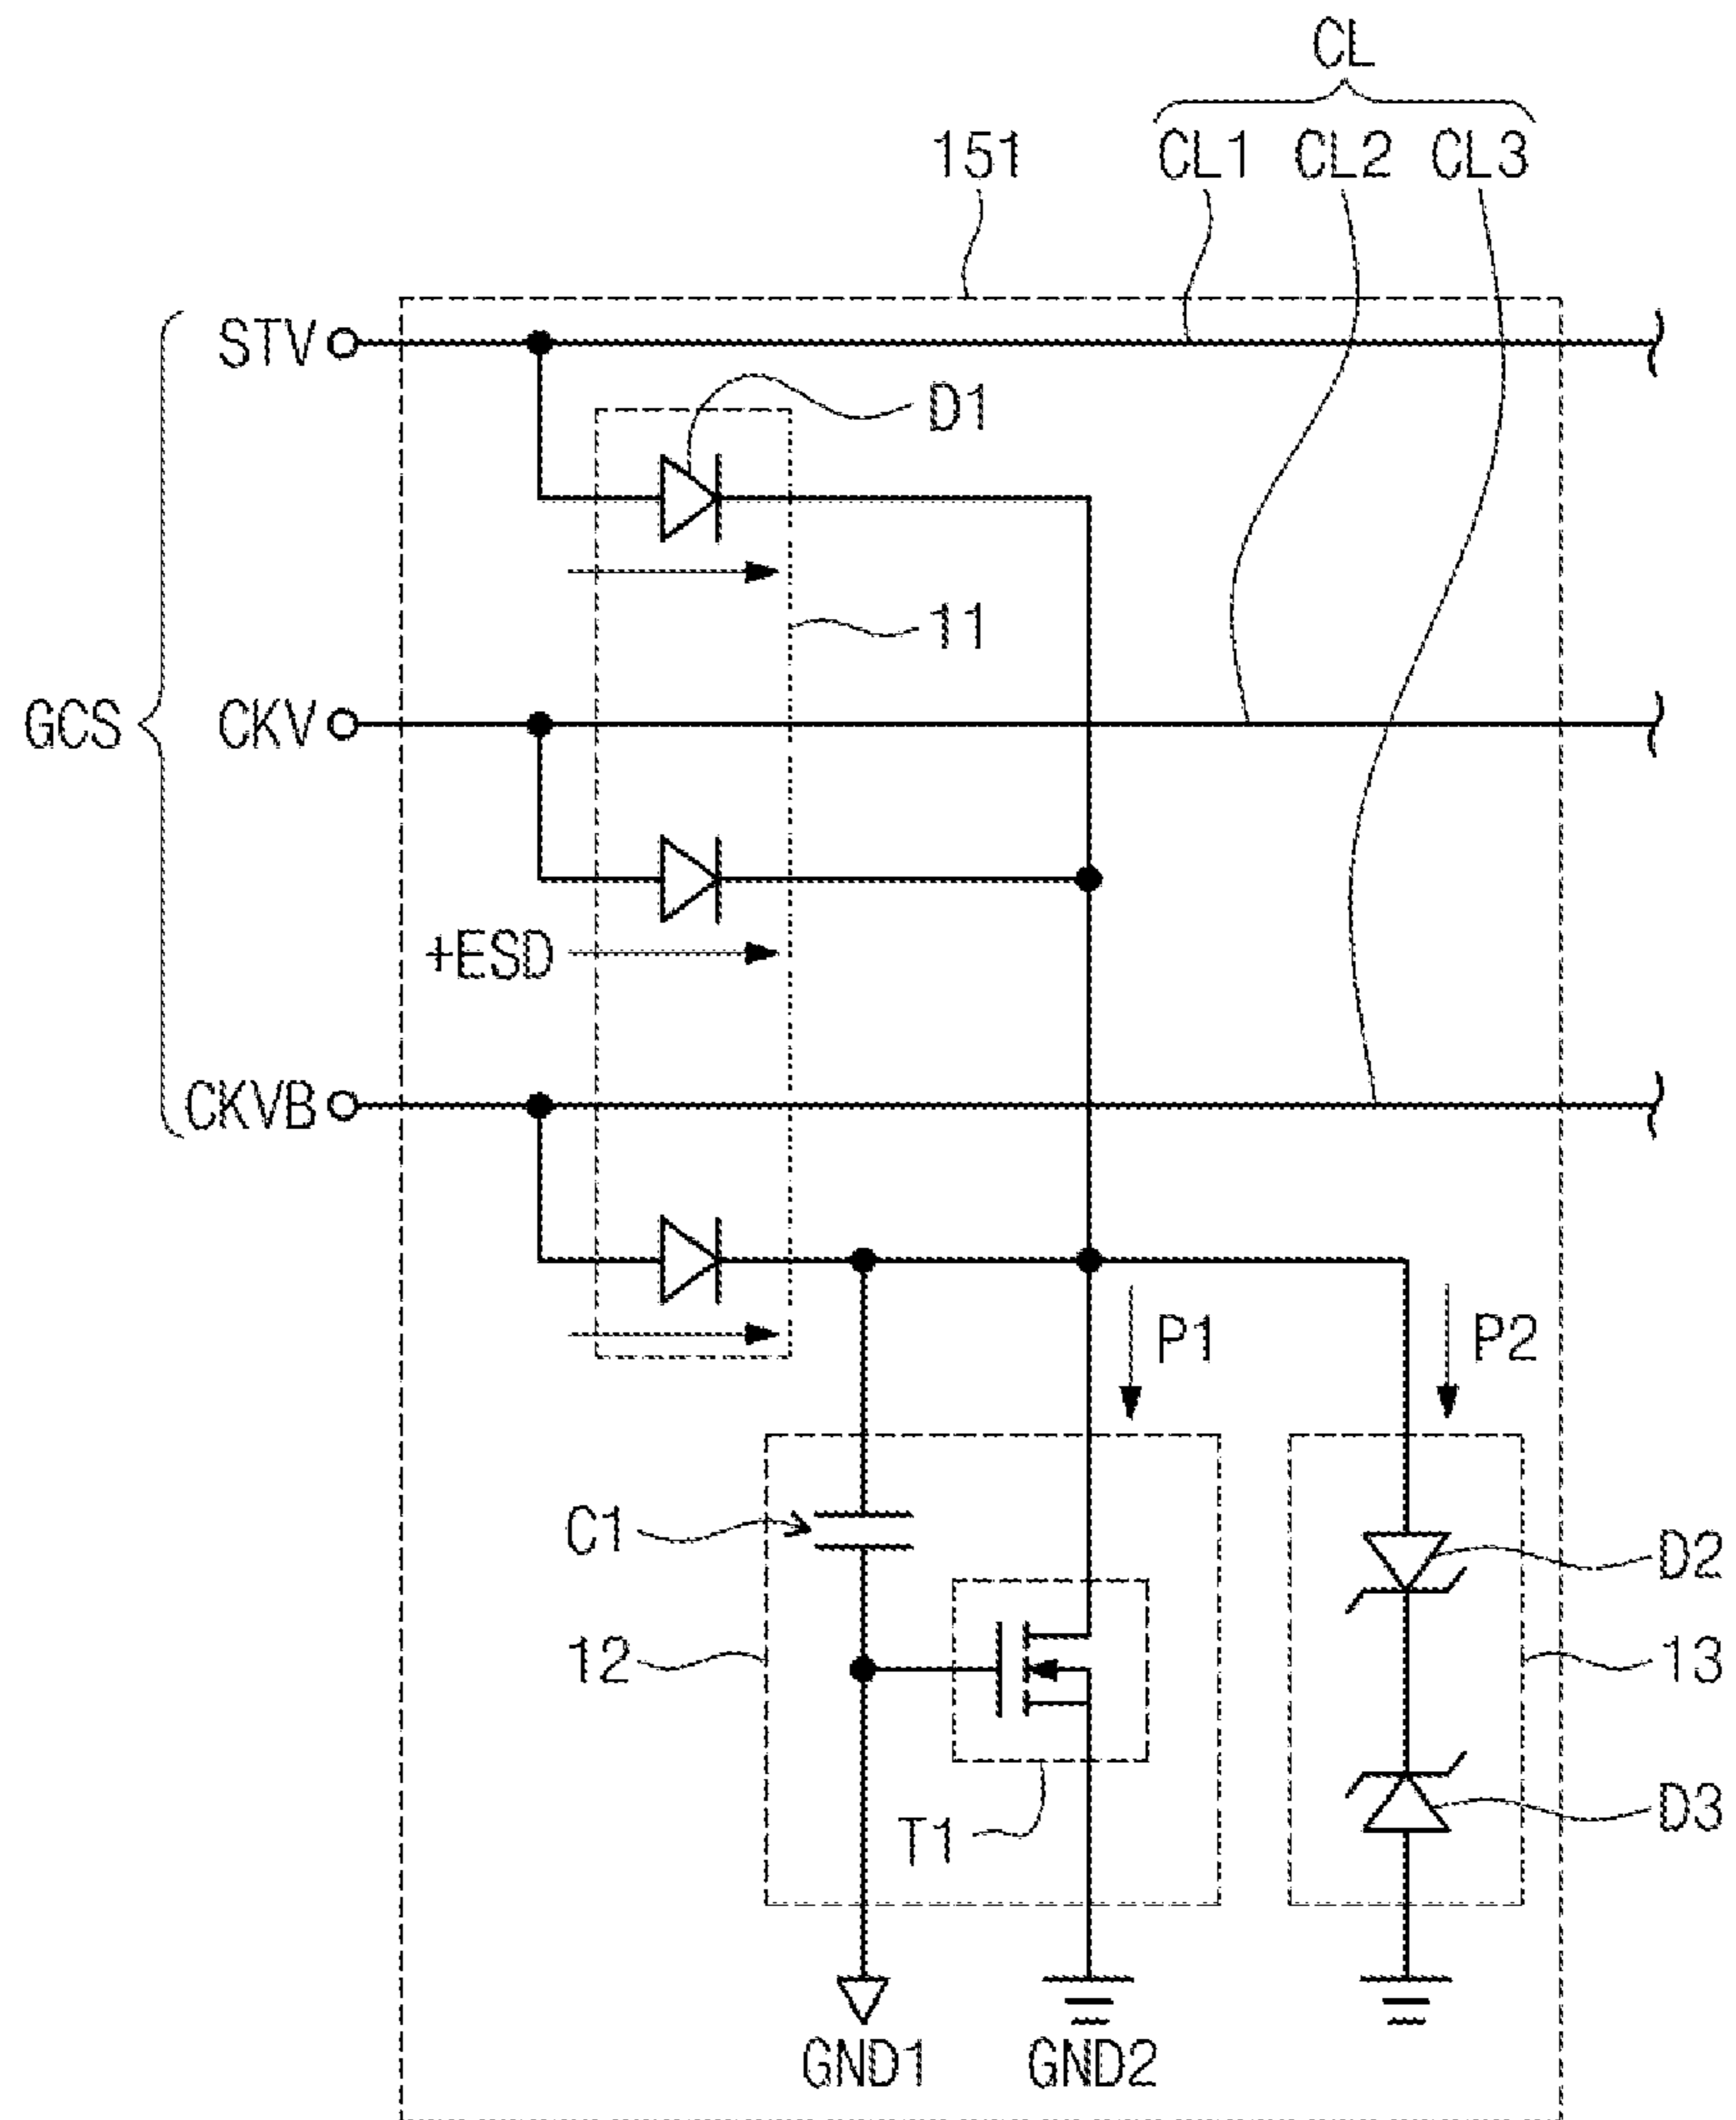 CL
151 CL1 CL2 CL3
STV
D1
11
GCS CKV
+ESD
CKVB
P1 P2
C1
D2
12
13
T1
D3
GND1 GND2